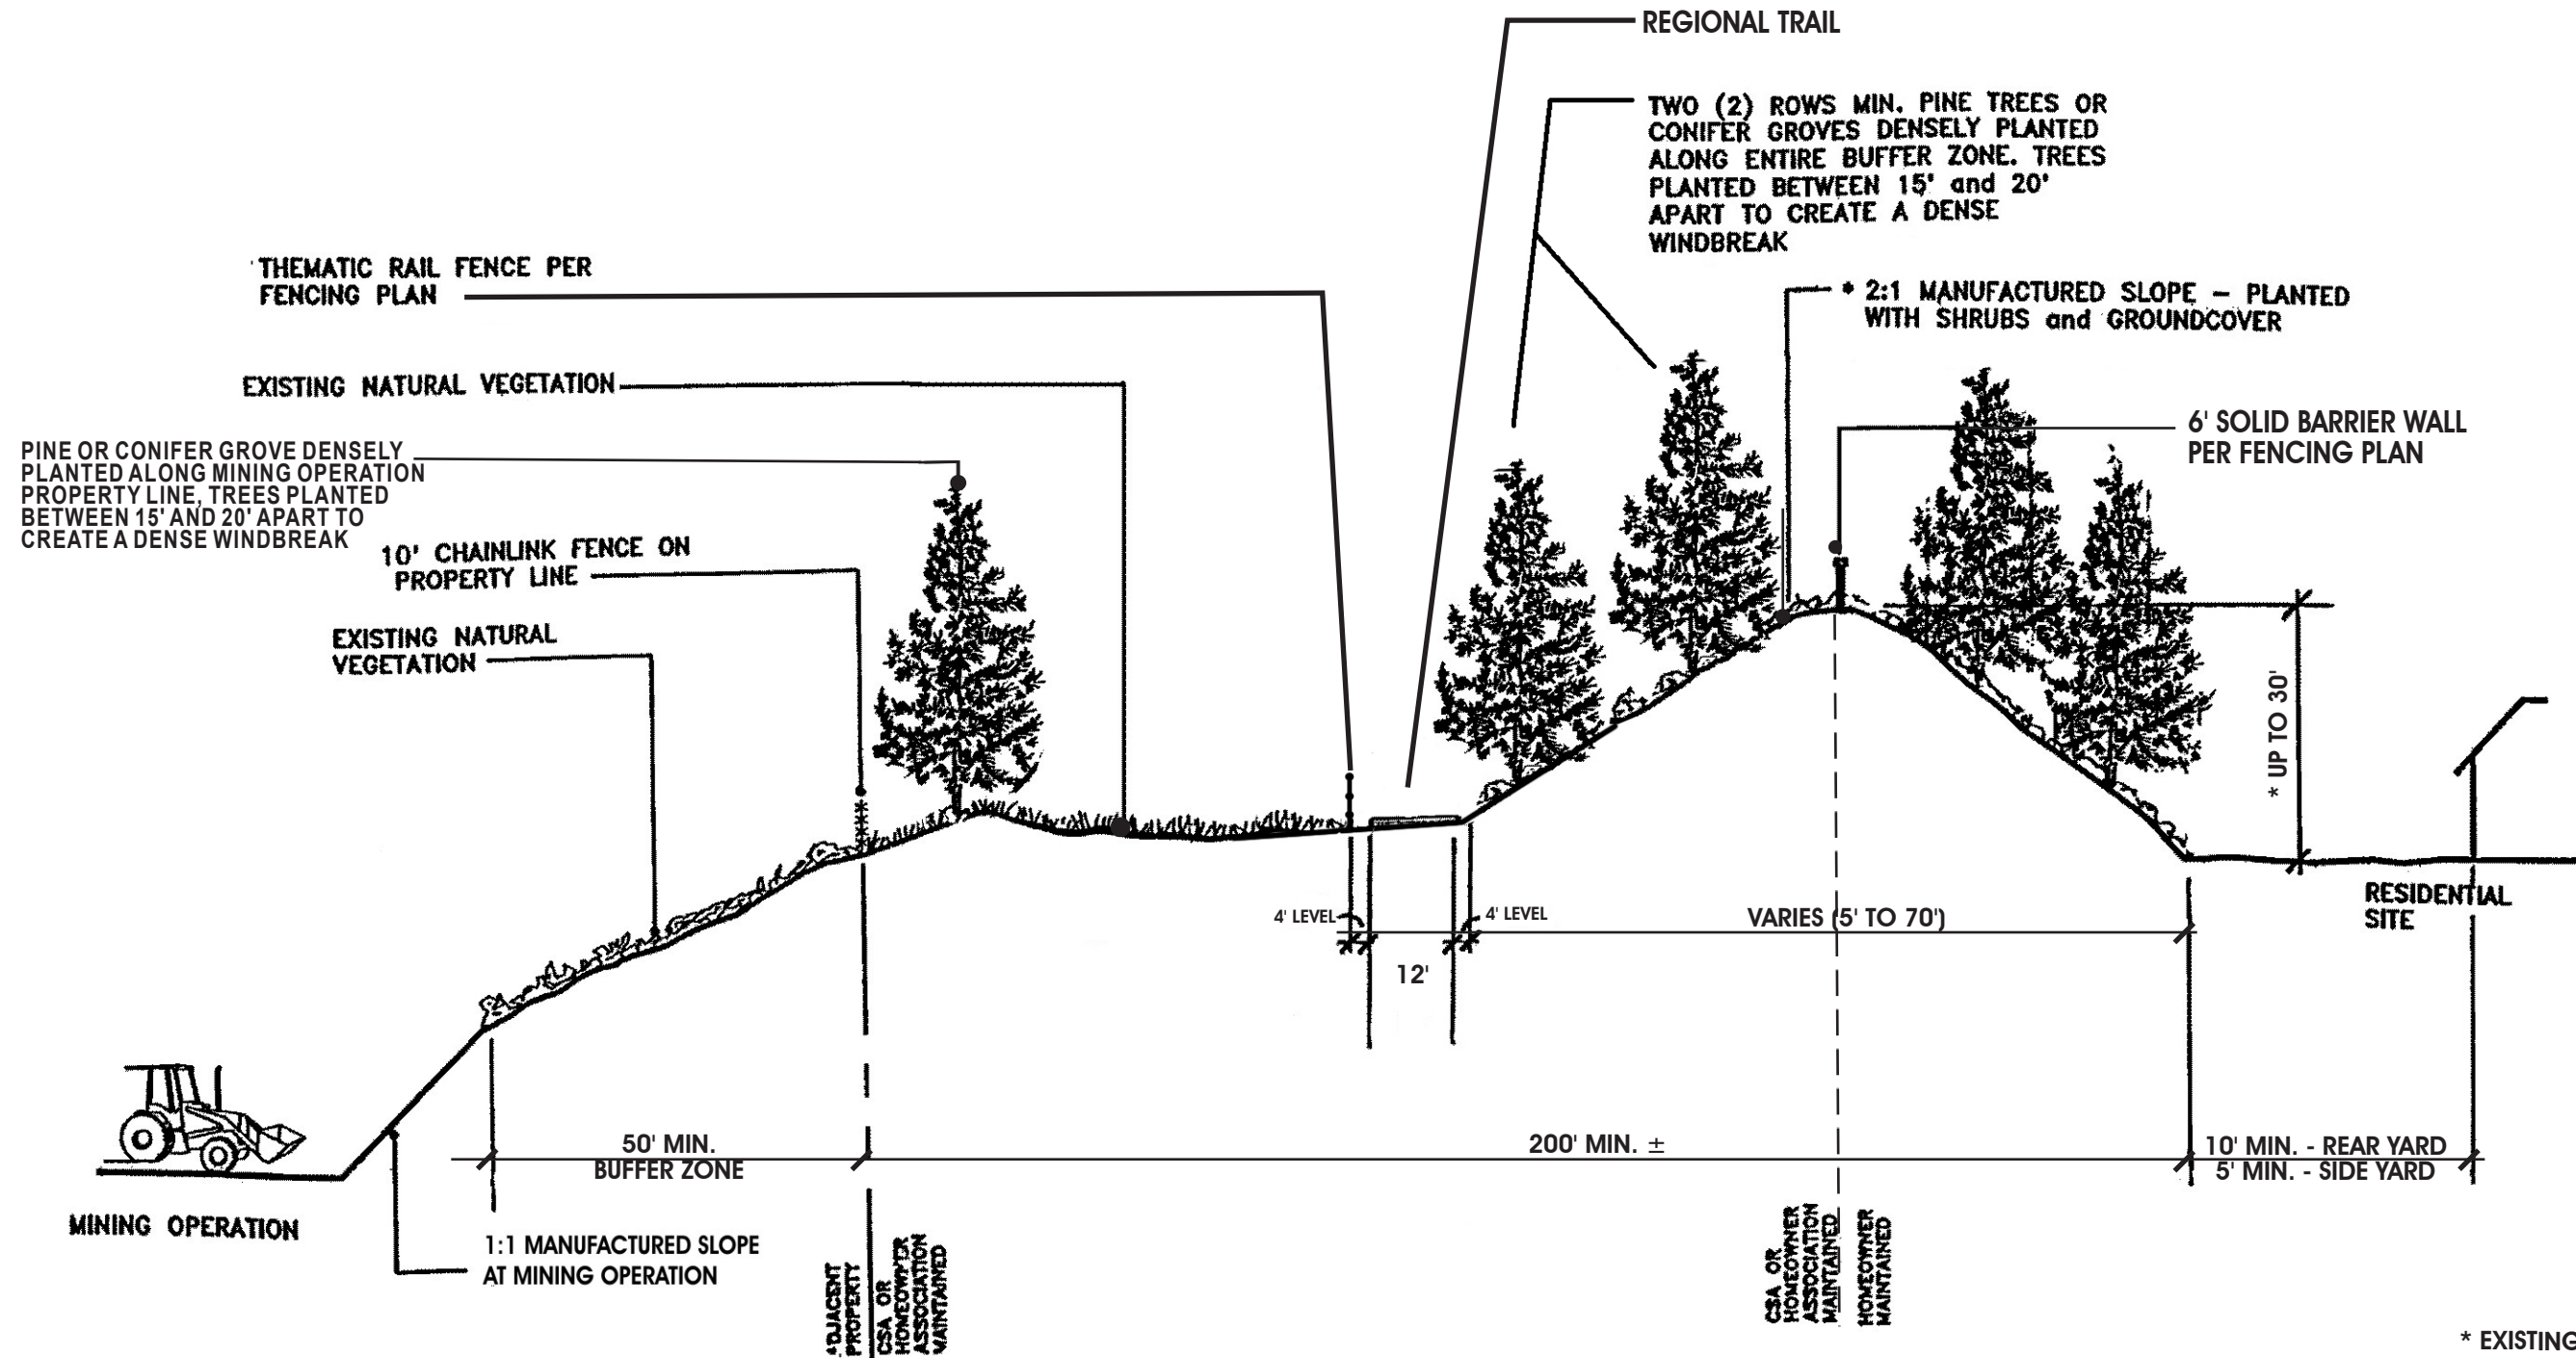 REGIONAL TRAIL
TWO (2) ROWS MIN. PINE TREES OR
CONIFER GROVES DENSELY PLANTED
ALONG ENTIRE BUFFER ZONE. TREES
PLANTED BETWEEN 15' and 20'
APART TO CREATE A DENSE
WINDBREAK
THEMATIC RAIL FENCE PER
FENCING PLAN
* 2:1 MANUFACTURED SLOPE – PLANTED
WITH SHRUBS and GROUNDCOVER
EXISTING NATURAL VEGETATION
6' SOLID BARRIER WALL
PER FENCING PLAN
PINE OR CONIFER GROVE DENSELY
PLANTED ALONG MINING OPERATION
PROPERTY LINE, TREES PLANTED
BETWEEN 15' AND 20' APART TO
CREATE A DENSE WINDBREAK
10' CHAINLINK FENCE ON
PROPERTY LINE
EXISTING NATURAL
VEGETATION
* UP TO 30'
RESIDENTIAL
SITE
4' LEVEL
4' LEVEL
VARIES (5' TO 70')
12'
50' MIN.
BUFFER ZONE
200' MIN. ±
10' MIN. - REAR YARD
5' MIN. - SIDE YARD
MINING OPERATION
1:1 MANUFACTURED SLOPE
AT MINING OPERATION
ADJACENT
PROPERTY
CSA OR
HOMEOWNER
ASSOCIATION
MAINTAINED
CSA OR
HOMEOWNER
ASSOCIATION
MAINTAINED
HOMEOWNER
MAINTAINED
* EXISTING